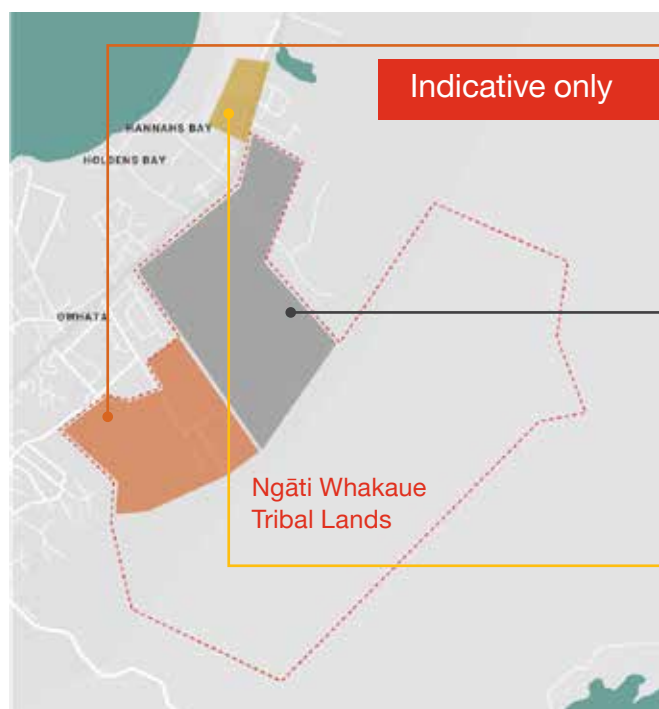 Indicative only
HANNAHS BAY
HOLDENS BAY
OWHATA
Ngāti Whakaue
Tribal Lands